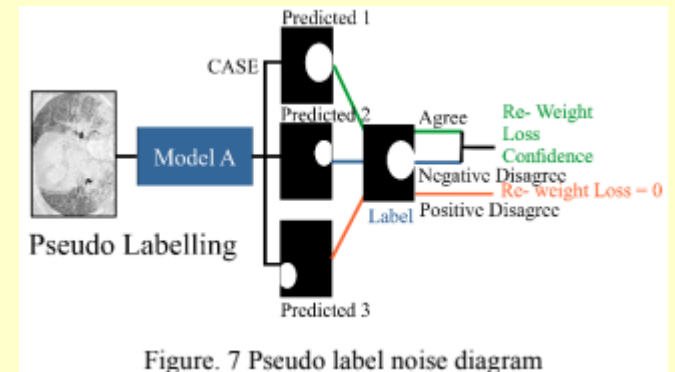 Predicted 1
CASE
Predicted 2
Agree
Re- Weight
Loss
Confidence
Model A
Negative Disagree
Re- weight Loss = 0
Label
Positive Disagree
Pseudo Labelling
Predicted 3
Figure. 7 Pseudo label noise diagram